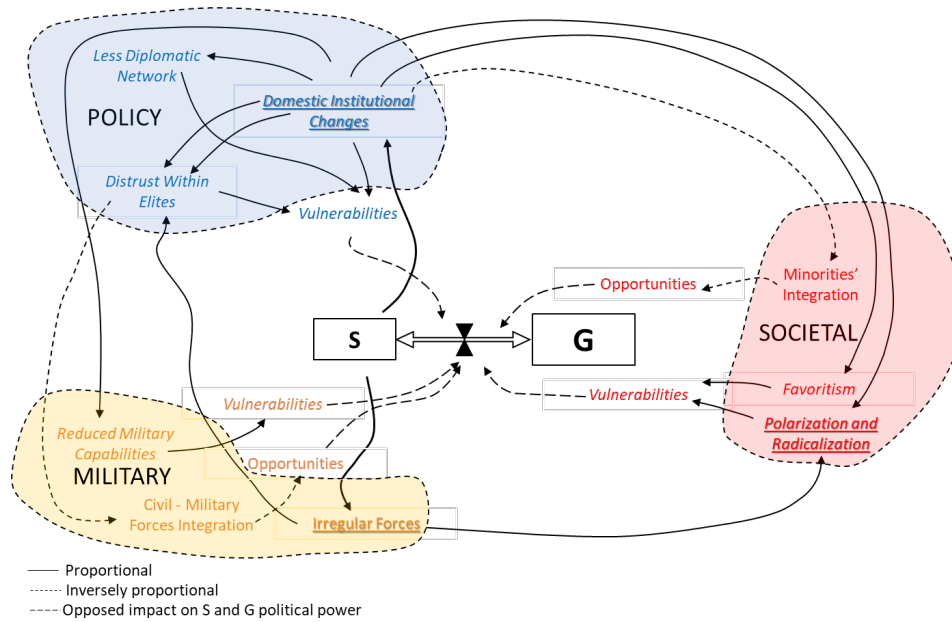 Less Diplomatic
Network
POLICY
Domestic Institutional
Changes
Distrust Within
Elites
Vulnerabilities
Opportunities
Minorities'
Integration
SOCIETAL
S
G
Vulnerabilities
Favoritism
Polarization and
Radicalization
Vulnerabilities
Reduced Military
Capabilities
Opportunities
MILITARY
Civil - Military
Forces Integration
Irregular Forces
Proportional
Inversely proportional
Opposed impact on S and G political power